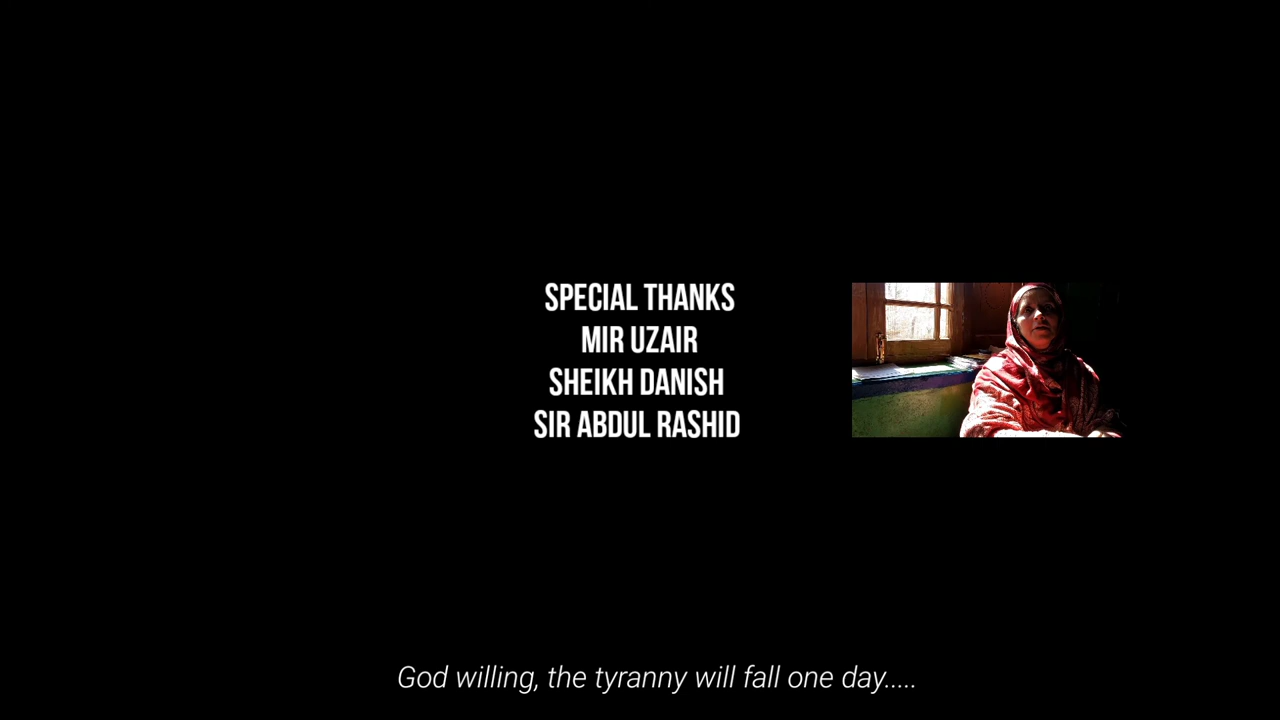 SPECIAL THANKS
MIR UZAIR
SHEIKH DANISH
SIR ABDUL RASHID
God willing, the tyranny will fall one day.....